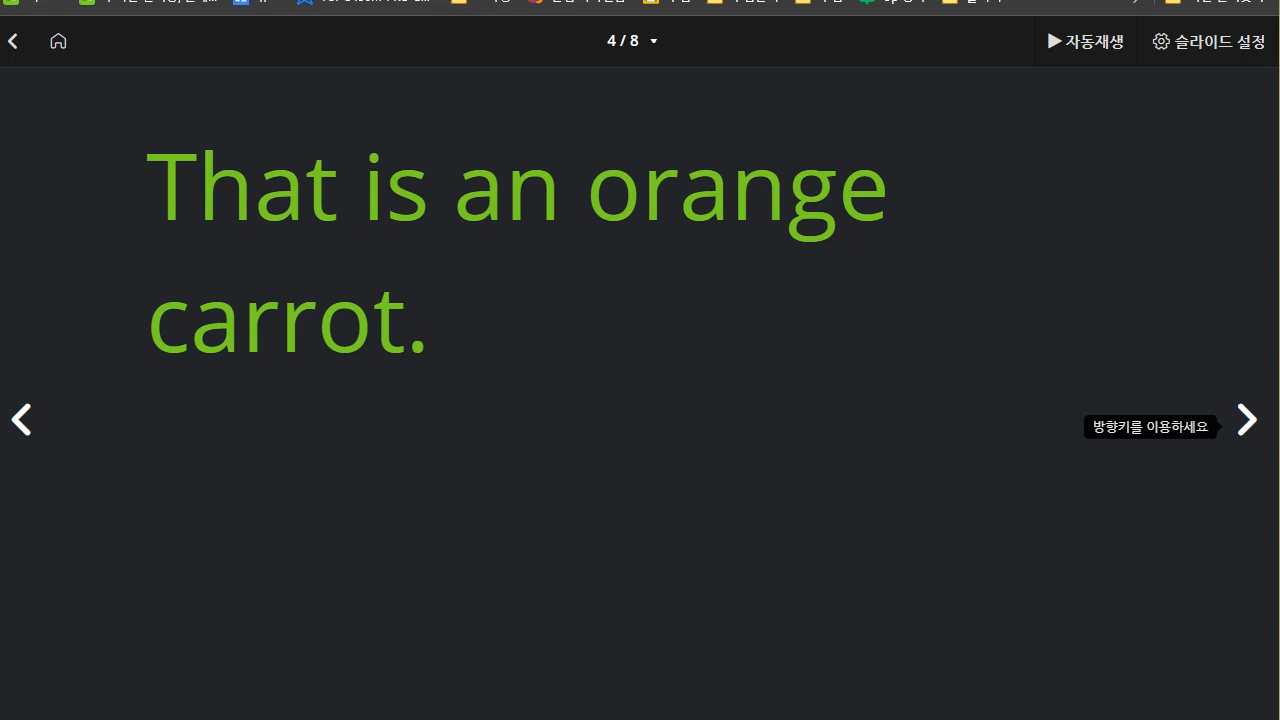 4 / 8
자동재생
슬라이드 설정
That is an orange
carrot.
방향키를 이용하세요